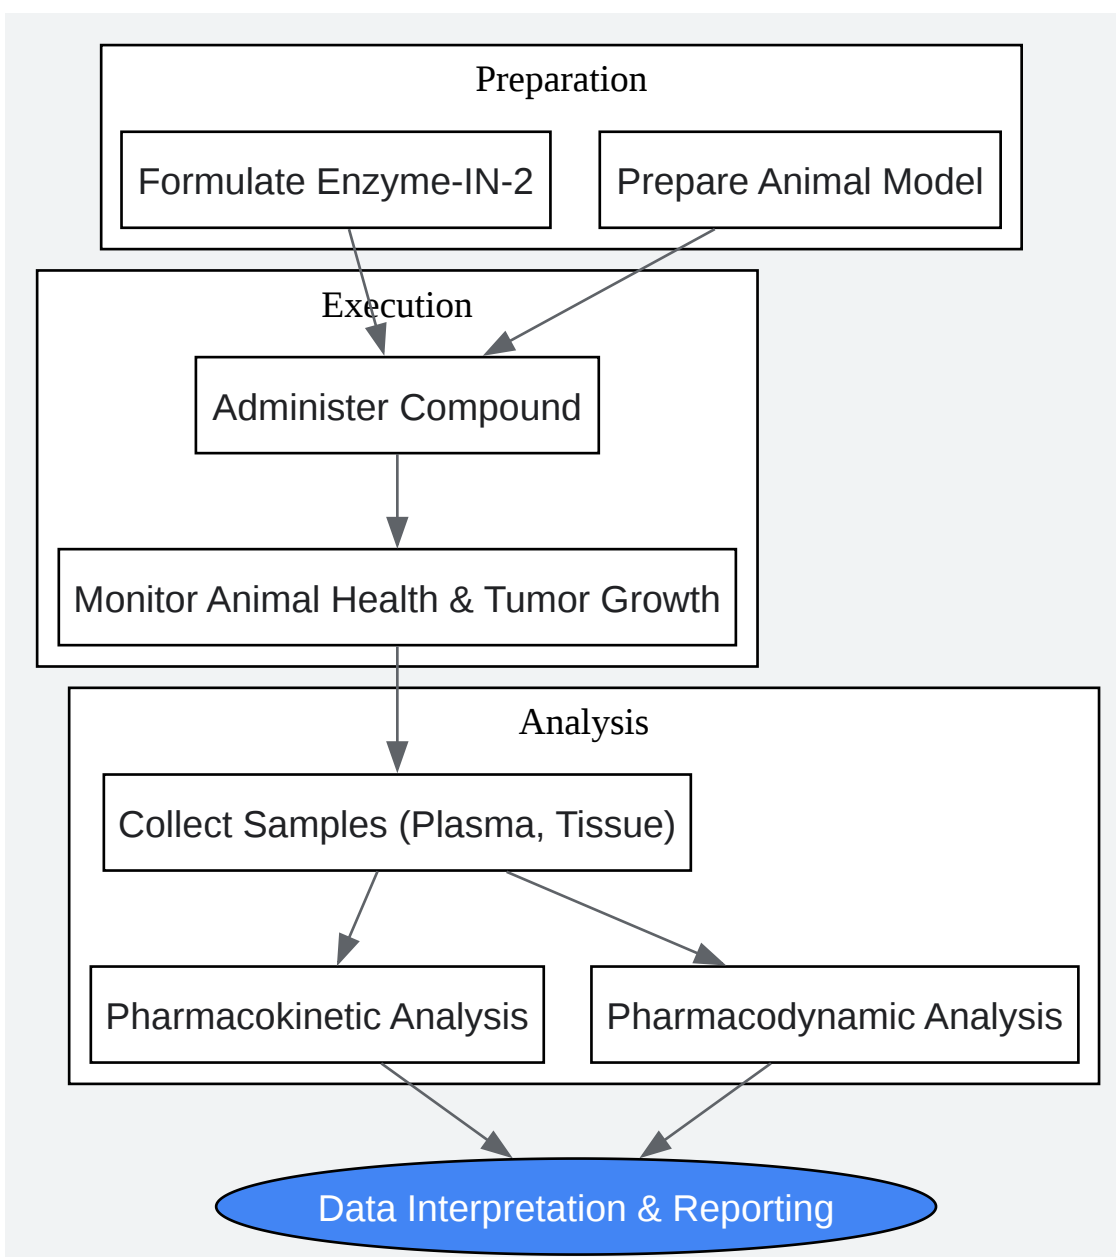 Preparation
Formulate Enzyme-IN-2
Prepare Animal Model
Execution
Administer Compound
Monitor Animal Health & Tumor Growth
Analysis
Collect Samples (Plasma, Tissue)
Pharmacokinetic Analysis
Pharmacodynamic Analysis
Data Interpretation & Reporting